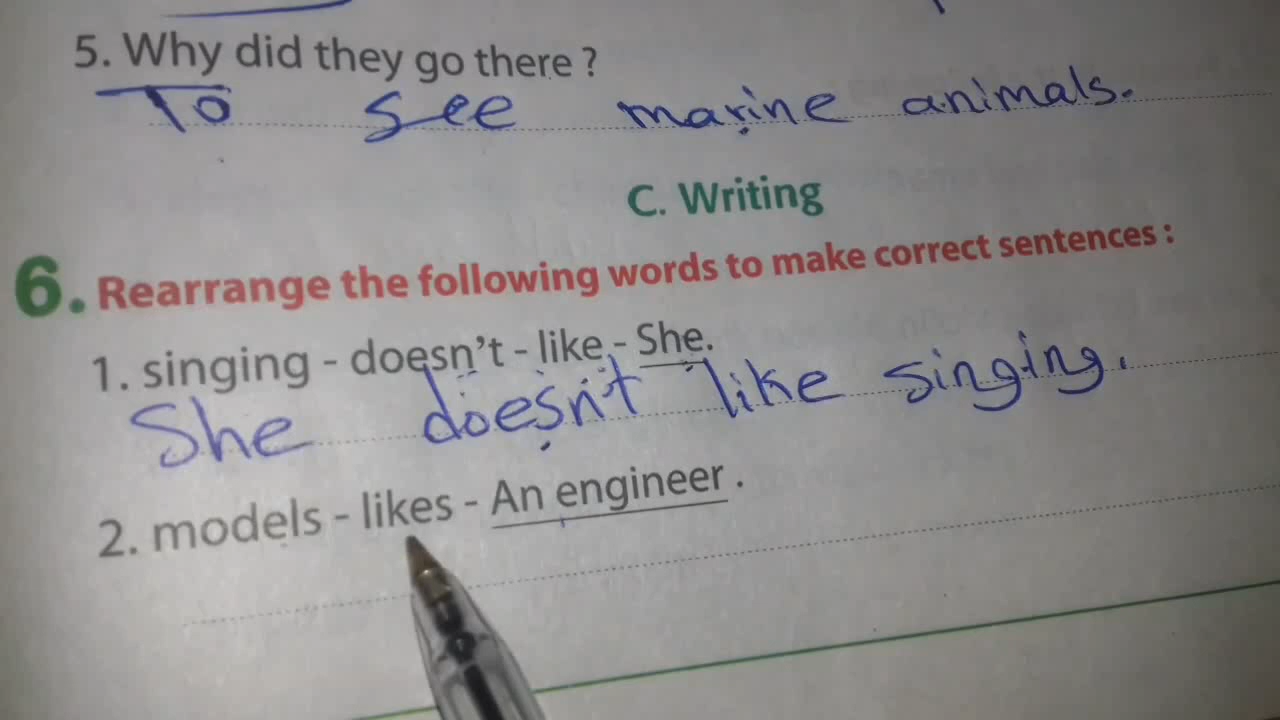 5. Why did they go there ?
To see marine animals.
C. Writing
6. Rearrange the following words to make correct sentences :
1. singing - doesn't - like - She.
She doesn't like singing.
2. models - likes - An engineer .